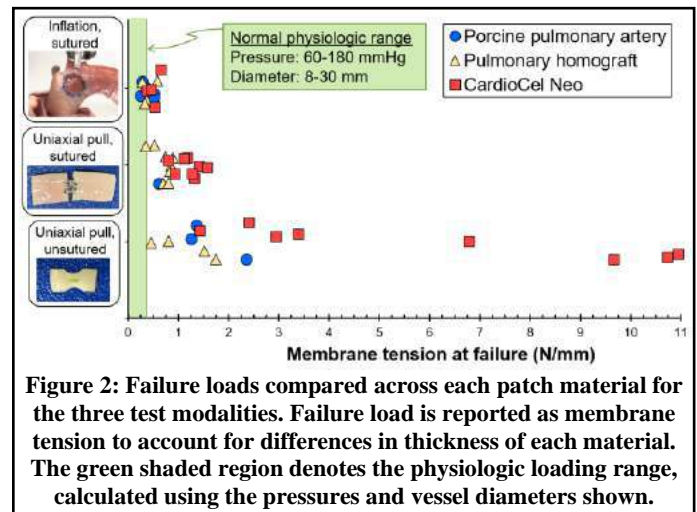 Inflation,
sutured
Normal physiologic range
Pressure: 60-180 mmHg
Diameter: 8-30 mm
Porcine pulmonary artery
Pulmonary homograft
CardioCel Neo
Uniaxial pull,
sutured
Uniaxial pull,
unsutured
0 1 2 3 4 5 6 7 8 9 10 11
Membrane tension at failure (N/mm)
Figure 2: Failure loads compared across each patch material for
the three test modalities. Failure load is reported as membrane
tension to account for differences in thickness of each material.
The green shaded region denotes the physiologic loading range,
calculated using the pressures and vessel diameters shown.